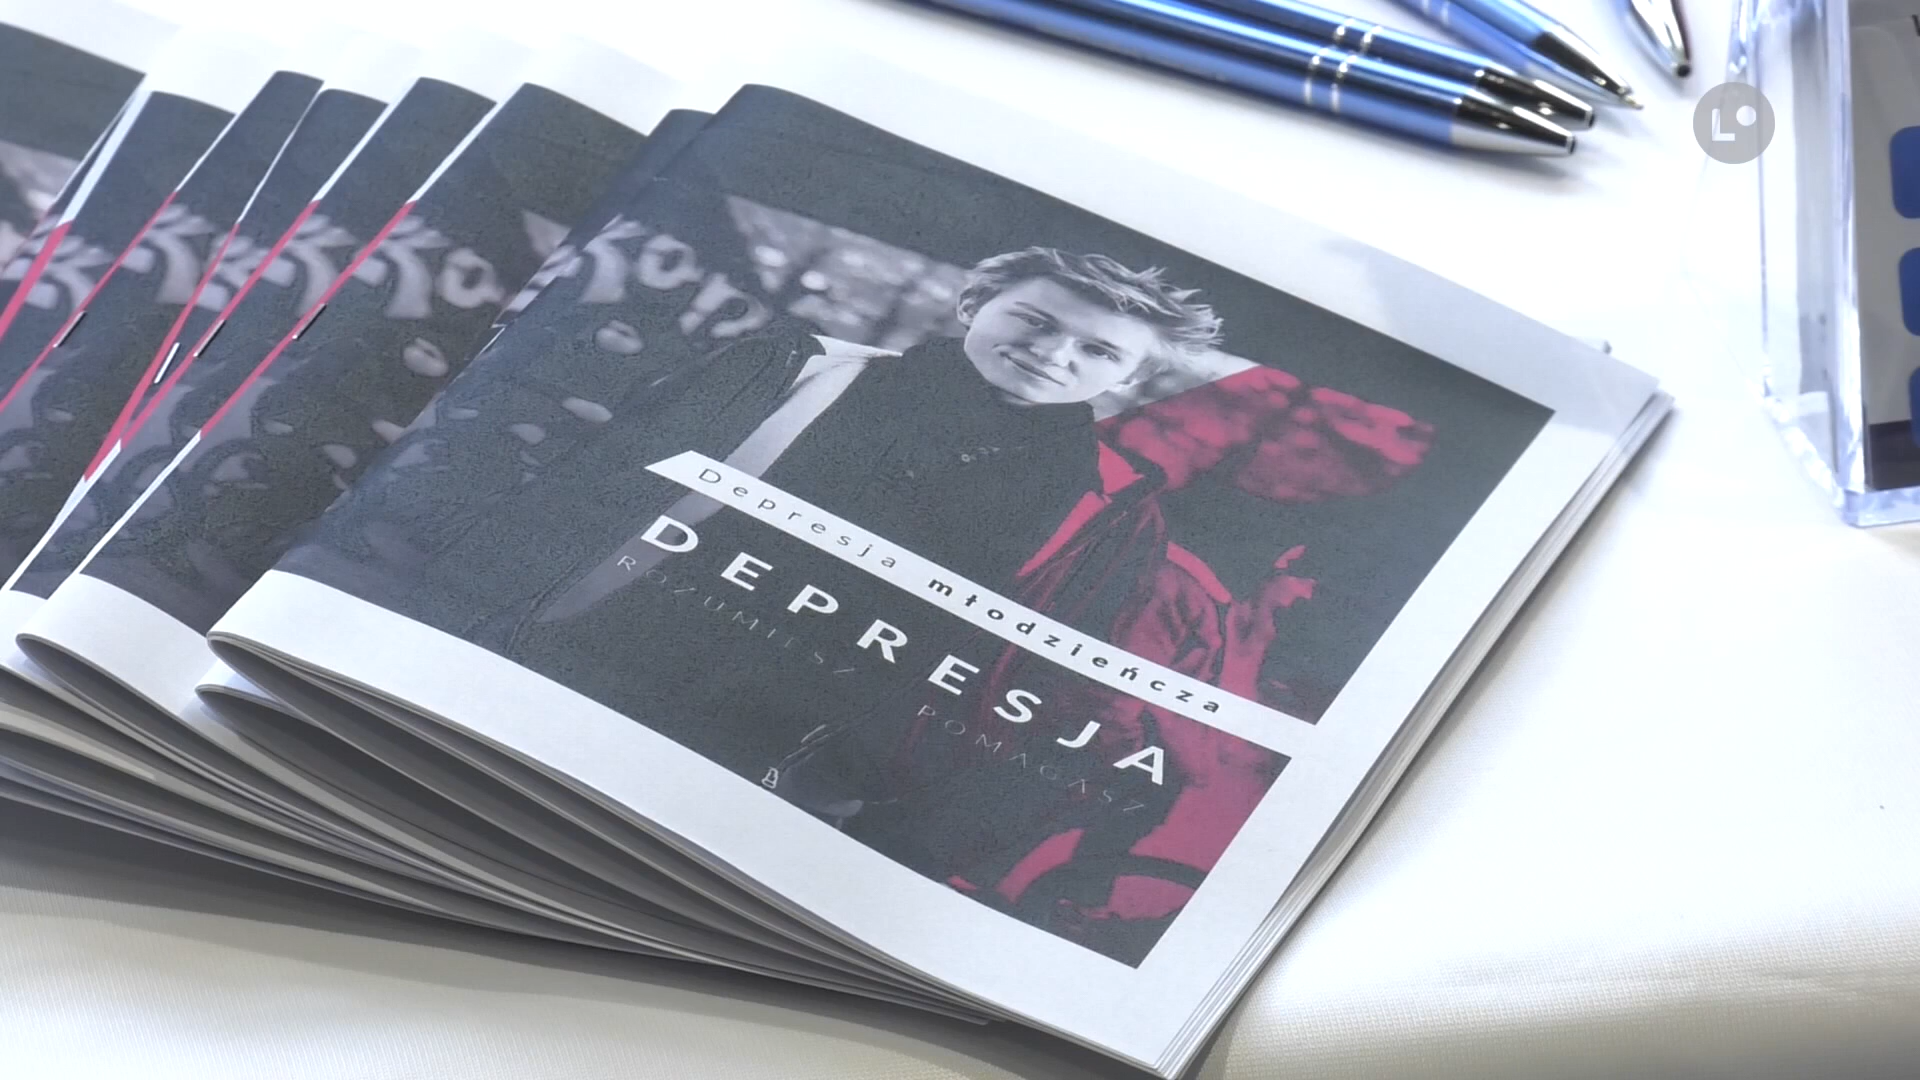 Depresja młodzieńcza
DEPRESJA
ROZUMIESZ
POMAGASZ
L